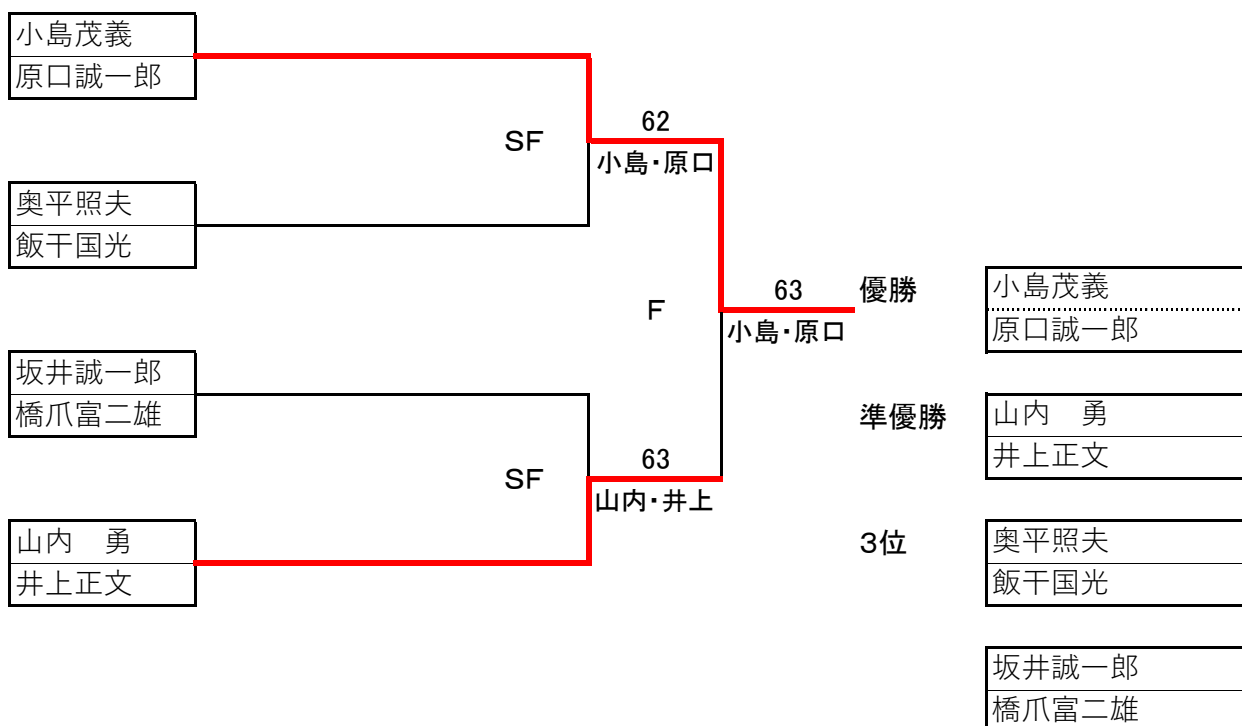 小島茂義
原口誠一郎
62
SF
小島・原口
奥平照夫
飯干国光
63
優勝
小島茂義
F
小島・原口
原口誠一郎
坂井誠一郎
橋爪富二雄
準優勝
山内　勇
井上正文
63
SF
山内・井上
山内　勇
井上正文
3位
奥平照夫
飯干国光
坂井誠一郎
橋爪富二雄